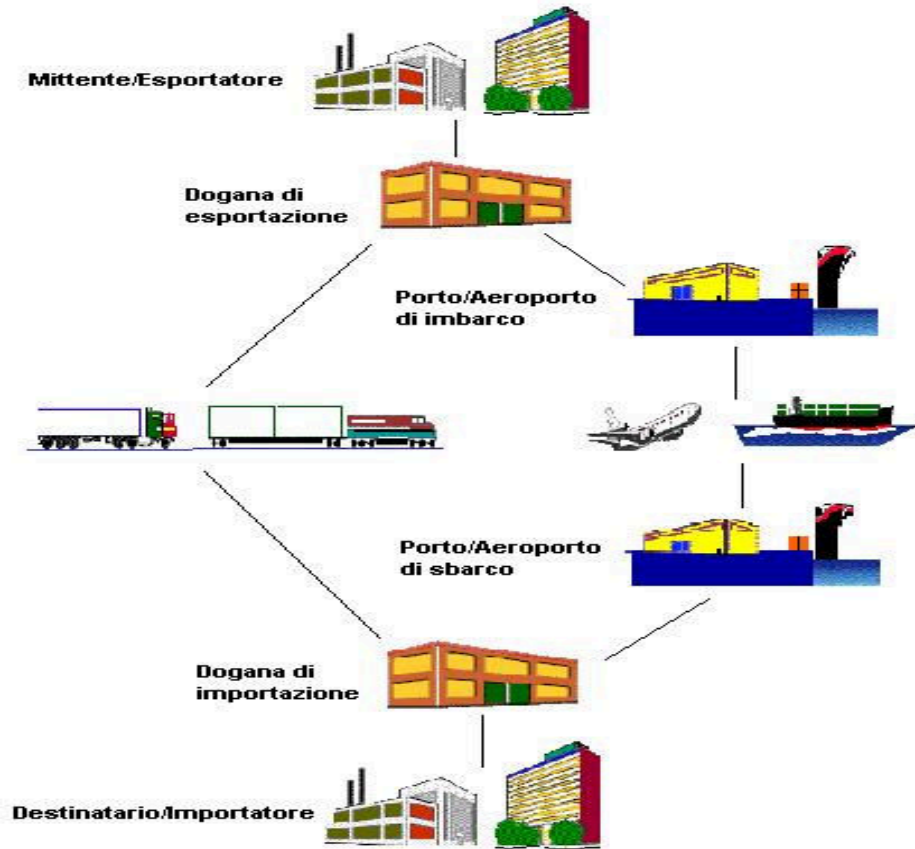 Mittente/Esportatore
Dogana di
esportazione
Porto/Aeroporto
di imbarco
Porto/Aeroporto
di sbarco
Dogana di
importazione
Destinatario/Importatore